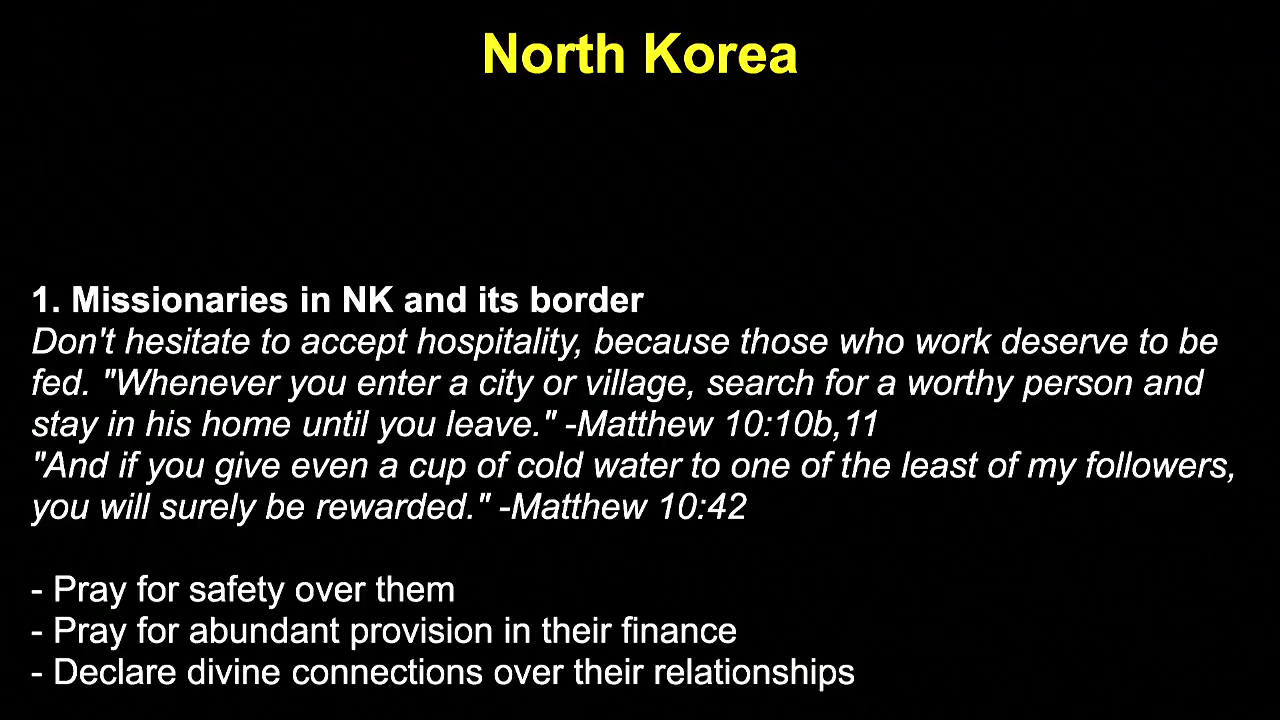 North Korea
1. Missionaries in NK and its border
Don't hesitate to accept hospitality, because those who work deserve to be
fed. "Whenever you enter a city or village, search for a worthy person and
stay in his home until you leave." -Matthew 10:10b,11
"And if you give even a cup of cold water to one of the least of my followers,
you will surely be rewarded." -Matthew 10:42
- Pray for safety over them
- Pray for abundant provision in their finance
- Declare divine connections over their relationships